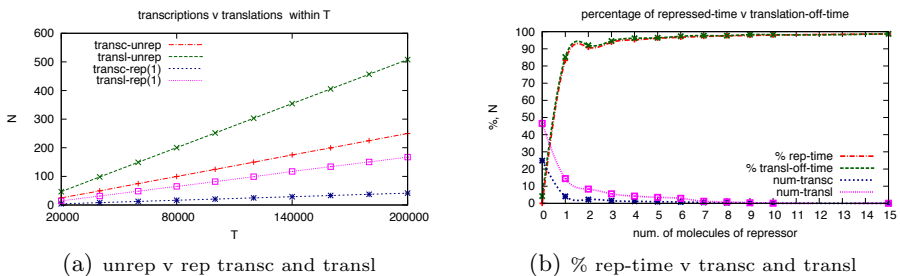 transcriptions v translations within T
600
500
400
300
200
100
0
N
transc-unrep
transl-unrep
transc-rep(1)
transl-rep(1)
20000 80000 140000 200000
T
(a) unrep v rep transc and transl
percentage of repressed-time v translation-off-time
100
90
80
70
60
50
40
30
20
10
0
%, N
% rep-time
% transl-off-time
num-transc
num-transl
0 1 2 3 4 5 6 7 8 9 10 11 12 13 14 15
num. of molecules of repressor
(b) % rep-time v transc and transl